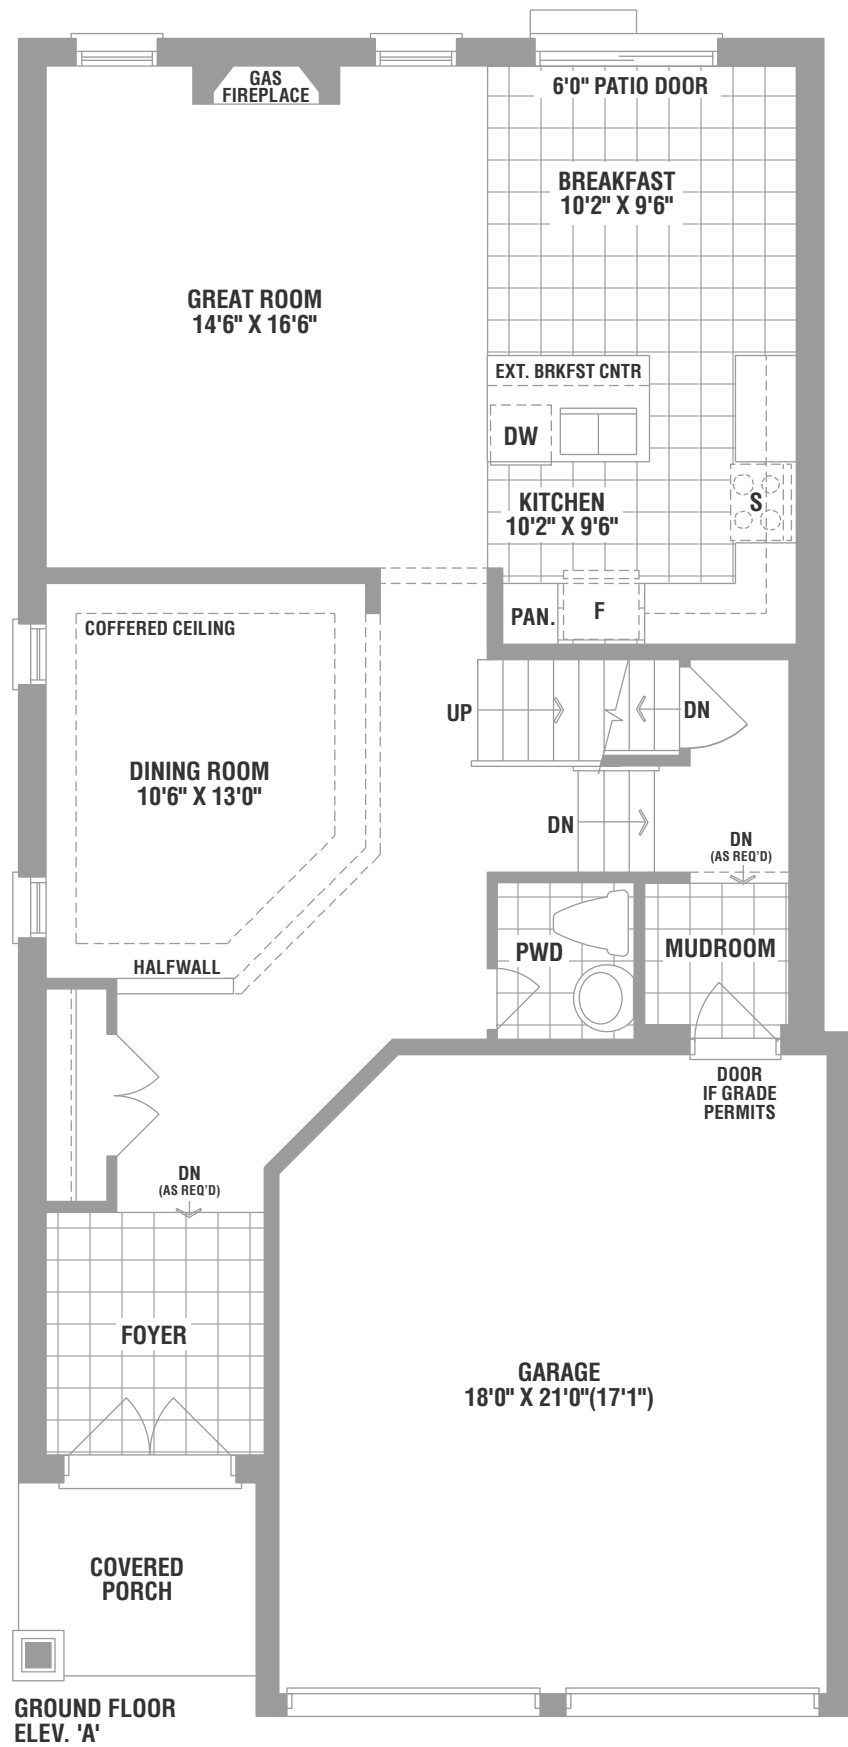 GAS
FIREPLACE
6'0" PATIO DOOR
BREAKFAST
10'2" X 9'6"
GREAT ROOM
14'6" X 16'6"
EXT. BRKFST CNTR
DW
KITCHEN
10'2" X 9'6"
S
PAN.
F
COFFERED CEILING
UP
DN
DINING ROOM
10'6" X 13'0"
DN
DN
(AS REQ'D)
HALFWALL
PWD
MUDROOM
DOOR
IF GRADE
PERMITS
DN
(AS REQ'D)
FOYER
GARAGE
18'0" X 21'0"(17'1")
COVERED
PORCH
GROUND FLOOR
ELEV. 'A'